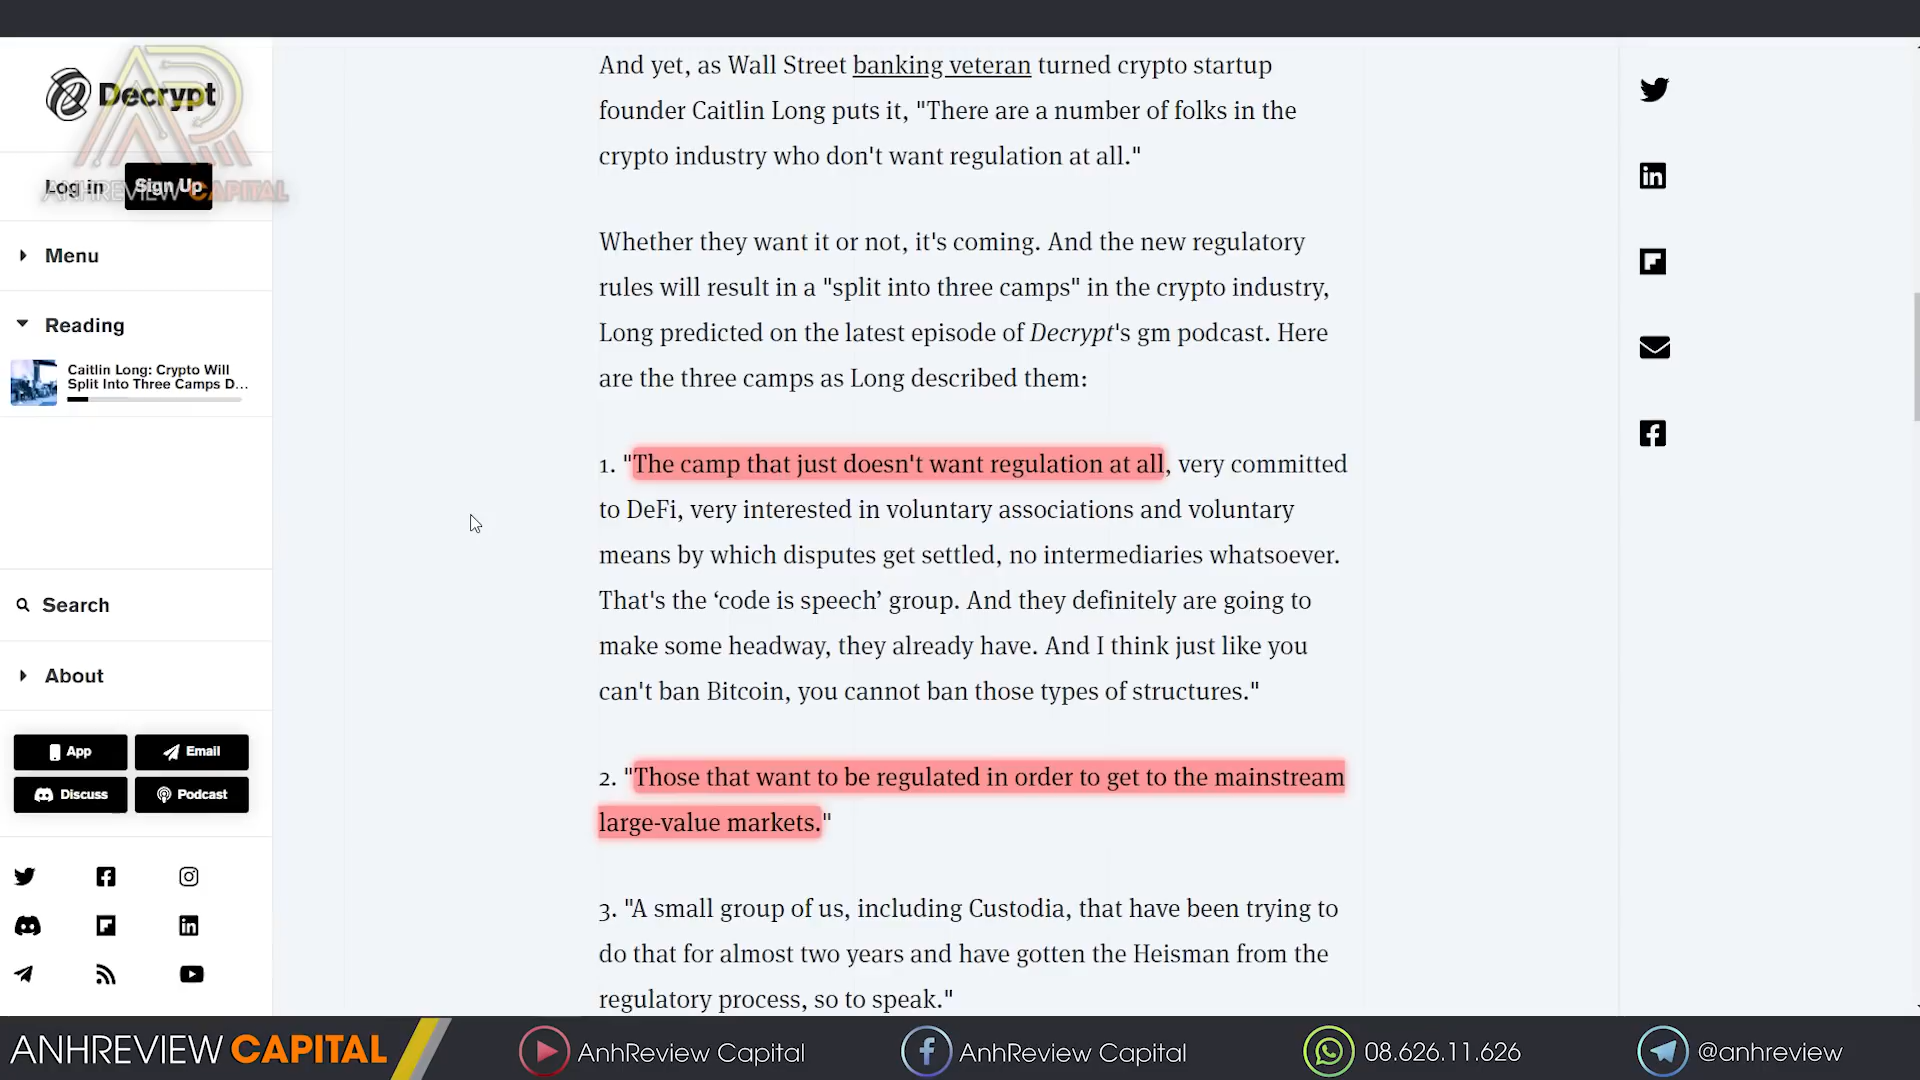 Decrypt
ANHREVIEW CAPITAL
Log in
Sign Up
Menu
Reading
Caitlin Long: Crypto Will
Split Into Three Camps D...
Search
About
App
Email
Discuss
Podcast
And yet, as Wall Street banking veteran turned crypto startup
founder Caitlin Long puts it, "There are a number of folks in the
crypto industry who don't want regulation at all."
Whether they want it or not, it's coming. And the new regulatory
rules will result in a "split into three camps" in the crypto industry,
Long predicted on the latest episode of Decrypt's gm podcast. Here
are the three camps as Long described them:
1. "The camp that just doesn't want regulation at all, very committed
to DeFi, very interested in voluntary associations and voluntary
means by which disputes get settled, no intermediaries whatsoever.
That's the ‘code is speech’ group. And they definitely are going to
make some headway, they already have. And I think just like you
can't ban Bitcoin, you cannot ban those types of structures."
2. "Those that want to be regulated in order to get to the mainstream
large-value markets."
3. "A small group of us, including Custodia, that have been trying to
do that for almost two years and have gotten the Heisman from the
regulatory process, so to speak."
ANHREVIEW CAPITAL
AnhReview Capital
AnhReview Capital
08.626.11.626
@anhreview